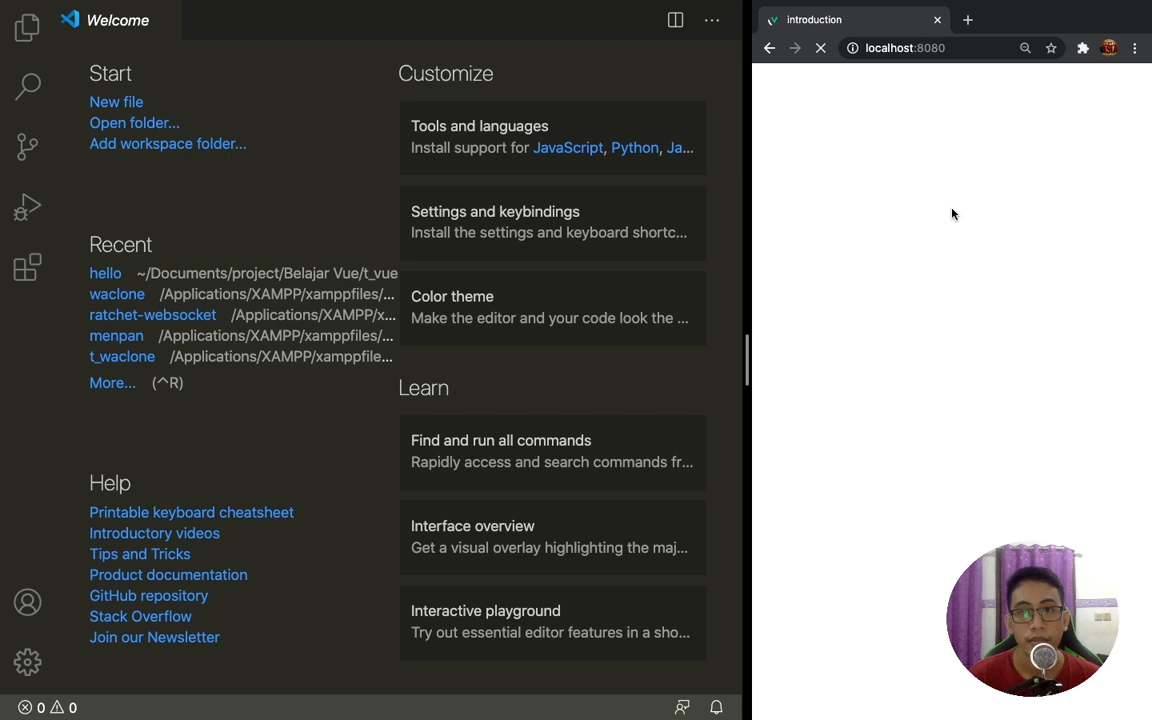 Welcome
Start
New file
Open folder...
Add workspace folder...
Recent
hello ~/Documents/project/Belajar Vue/t_vue
waclone /Applications/XAMPP/xamppfiles/...
ratchet-websocket /Applications/XAMPP/x...
menpan /Applications/XAMPP/xamppfiles/...
t_waclone /Applications/XAMPP/xamppfile...
More... (^R)
Help
Printable keyboard cheatsheet
Introductory videos
Tips and Tricks
Product documentation
GitHub repository
Stack Overflow
Join our Newsletter
Customize
Tools and languages
Install support for JavaScript, Python, Ja...
Settings and keybindings
Install the settings and keyboard shortc...
Color theme
Make the editor and your code look the ...
Learn
Find and run all commands
Rapidly access and search commands fr...
Interface overview
Get a visual overlay highlighting the maj...
Interactive playground
Try out essential editor features in a sho...
0 0
introduction
localhost:8080